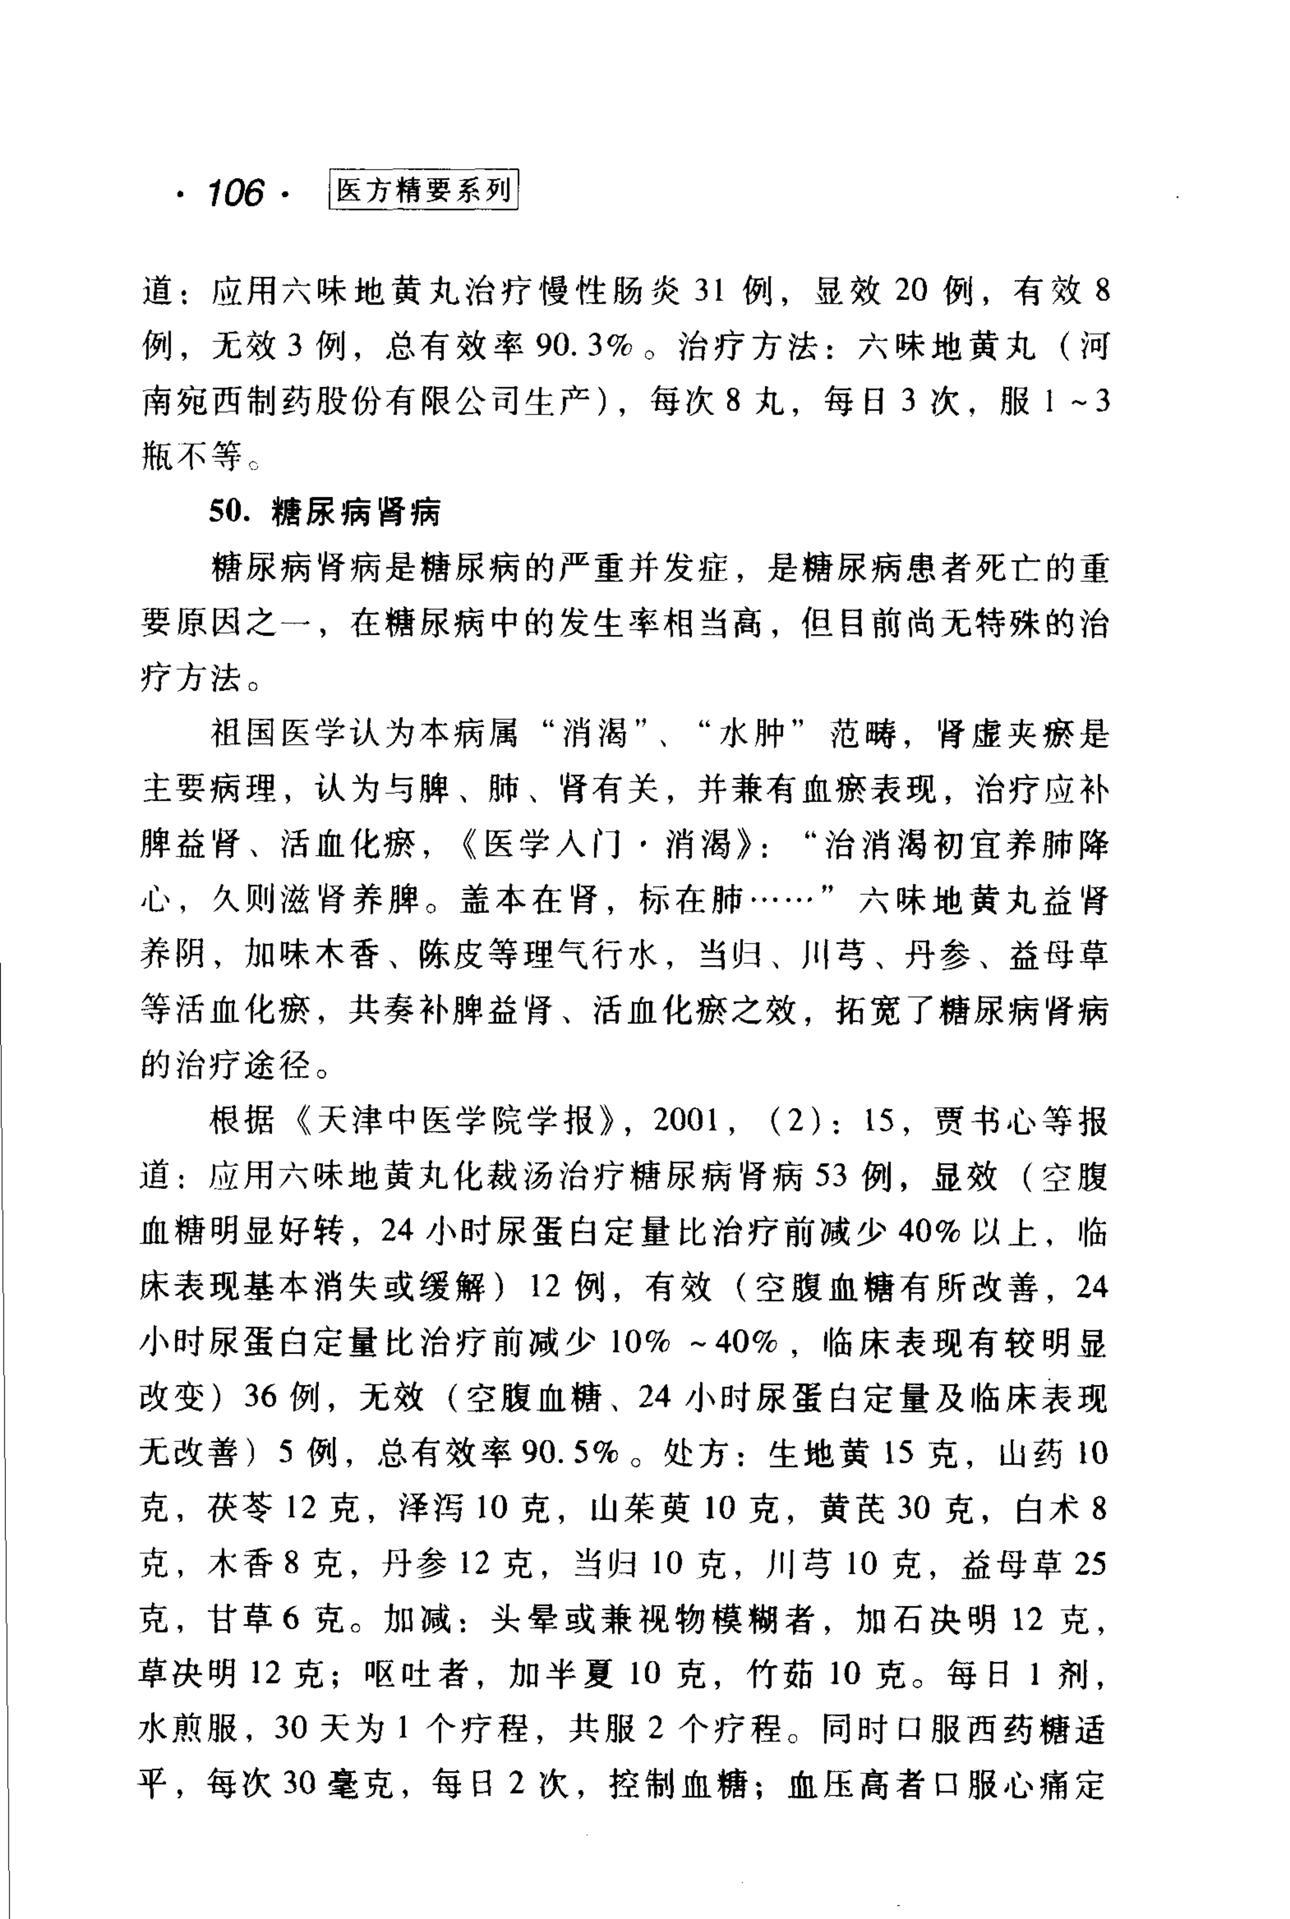 · 106 · 医方精要系列
道：应用六味地黄丸治疗慢性肠炎 31 例，显效 20 例，有效 8
例，无效 3 例，总有效率 90.3%。治疗方法：六味地黄丸（河
南宛西制药股份有限公司生产），每次 8 丸，每日 3 次，服 1～3
瓶不等。
50. 糖尿病肾病
糖尿病肾病是糖尿病的严重并发症，是糖尿病患者死亡的重
要原因之一，在糖尿病中的发生率相当高，但目前尚无特殊的治
疗方法。
祖国医学认为本病属“消渴”、“水肿”范畴，肾虚夹瘀是
主要病理，认为与脾、肺、肾有关，并兼有血瘀表现，治疗应补
脾益肾、活血化瘀，《医学入门·消渴》：“治消渴初宜养肺降
心，久则滋肾养脾。盖本在肾，标在肺……”六味地黄丸益肾
养阴，加味木香、陈皮等理气行水，当归、川芎、丹参、益母草
等活血化瘀，共奏补脾益肾、活血化瘀之效，拓宽了糖尿病肾病
的治疗途径。
根据《天津中医学院学报》，2001，（2）：15，贾书心等报
道：应用六味地黄丸化裁汤治疗糖尿病肾病 53 例，显效（空腹
血糖明显好转，24 小时尿蛋白定量比治疗前减少 40% 以上，临
床表现基本消失或缓解）12 例，有效（空腹血糖有所改善，24
小时尿蛋白定量比治疗前减少 10%～40%，临床表现有较明显
改变）36 例，无效（空腹血糖、24 小时尿蛋白定量及临床表现
无改善）5 例，总有效率 90.5%。处方：生地黄 15 克，山药 10
克，茯苓 12 克，泽泻 10 克，山茱萸 10 克，黄芪 30 克，白术 8
克，木香 8 克，丹参 12 克，当归 10 克，川芎 10 克，益母草 25
克，甘草 6 克。加减：头晕或兼视物模糊者，加石决明 12 克，
草决明 12 克；呕吐者，加半夏 10 克，竹茹 10 克。每日 1 剂，
水煎服，30 天为 1 个疗程，共服 2 个疗程。同时口服西药糖适
平，每次 30 毫克，每日 2 次，控制血糖；血压高者口服心痛定